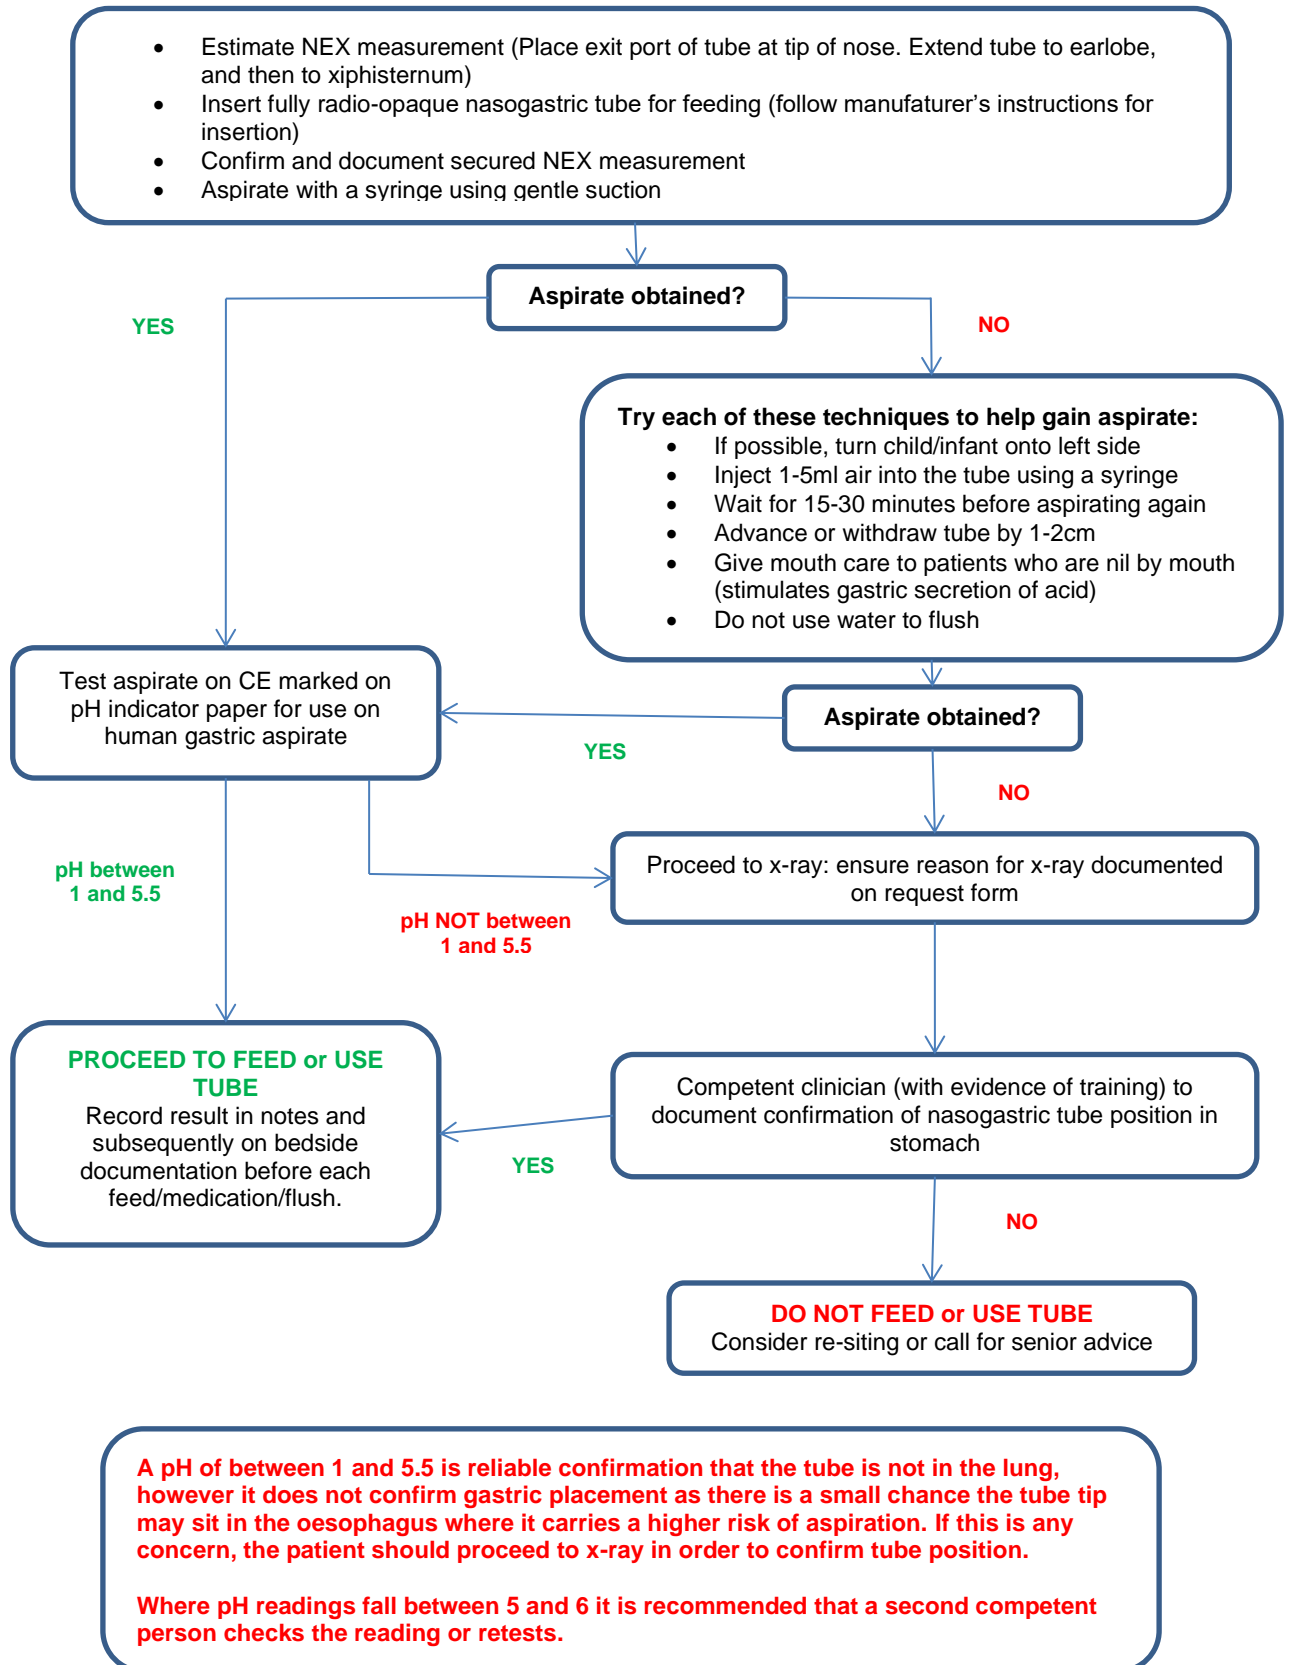 • Estimate NEX measurement (Place exit port of tube at tip of nose. Extend tube to earlobe,
and then to xiphisternum)
• Insert fully radio-opaque nasogastric tube for feeding (follow manufaturer’s instructions for
insertion)
• Confirm and document secured NEX measurement
• Aspirate with a syringe using gentle suction
Aspirate obtained?
YES
NO
Try each of these techniques to help gain aspirate:
• If possible, turn child/infant onto left side
• Inject 1-5ml air into the tube using a syringe
• Wait for 15-30 minutes before aspirating again
• Advance or withdraw tube by 1-2cm
• Give mouth care to patients who are nil by mouth
(stimulates gastric secretion of acid)
• Do not use water to flush
Test aspirate on CE marked on
pH indicator paper for use on
human gastric aspirate
Aspirate obtained?
YES
NO
pH between
1 and 5.5
pH NOT between
1 and 5.5
Proceed to x-ray: ensure reason for x-ray documented
on request form
PROCEED TO FEED or USE
TUBE
Record result in notes and
subsequently on bedside
documentation before each
feed/medication/flush.
Competent clinician (with evidence of training) to
document confirmation of nasogastric tube position in
stomach
YES
NO
DO NOT FEED or USE TUBE
Consider re-siting or call for senior advice
A pH of between 1 and 5.5 is reliable confirmation that the tube is not in the lung,
however it does not confirm gastric placement as there is a small chance the tube tip
may sit in the oesophagus where it carries a higher risk of aspiration. If this is any
concern, the patient should proceed to x-ray in order to confirm tube position.
Where pH readings fall between 5 and 6 it is recommended that a second competent
person checks the reading or retests.